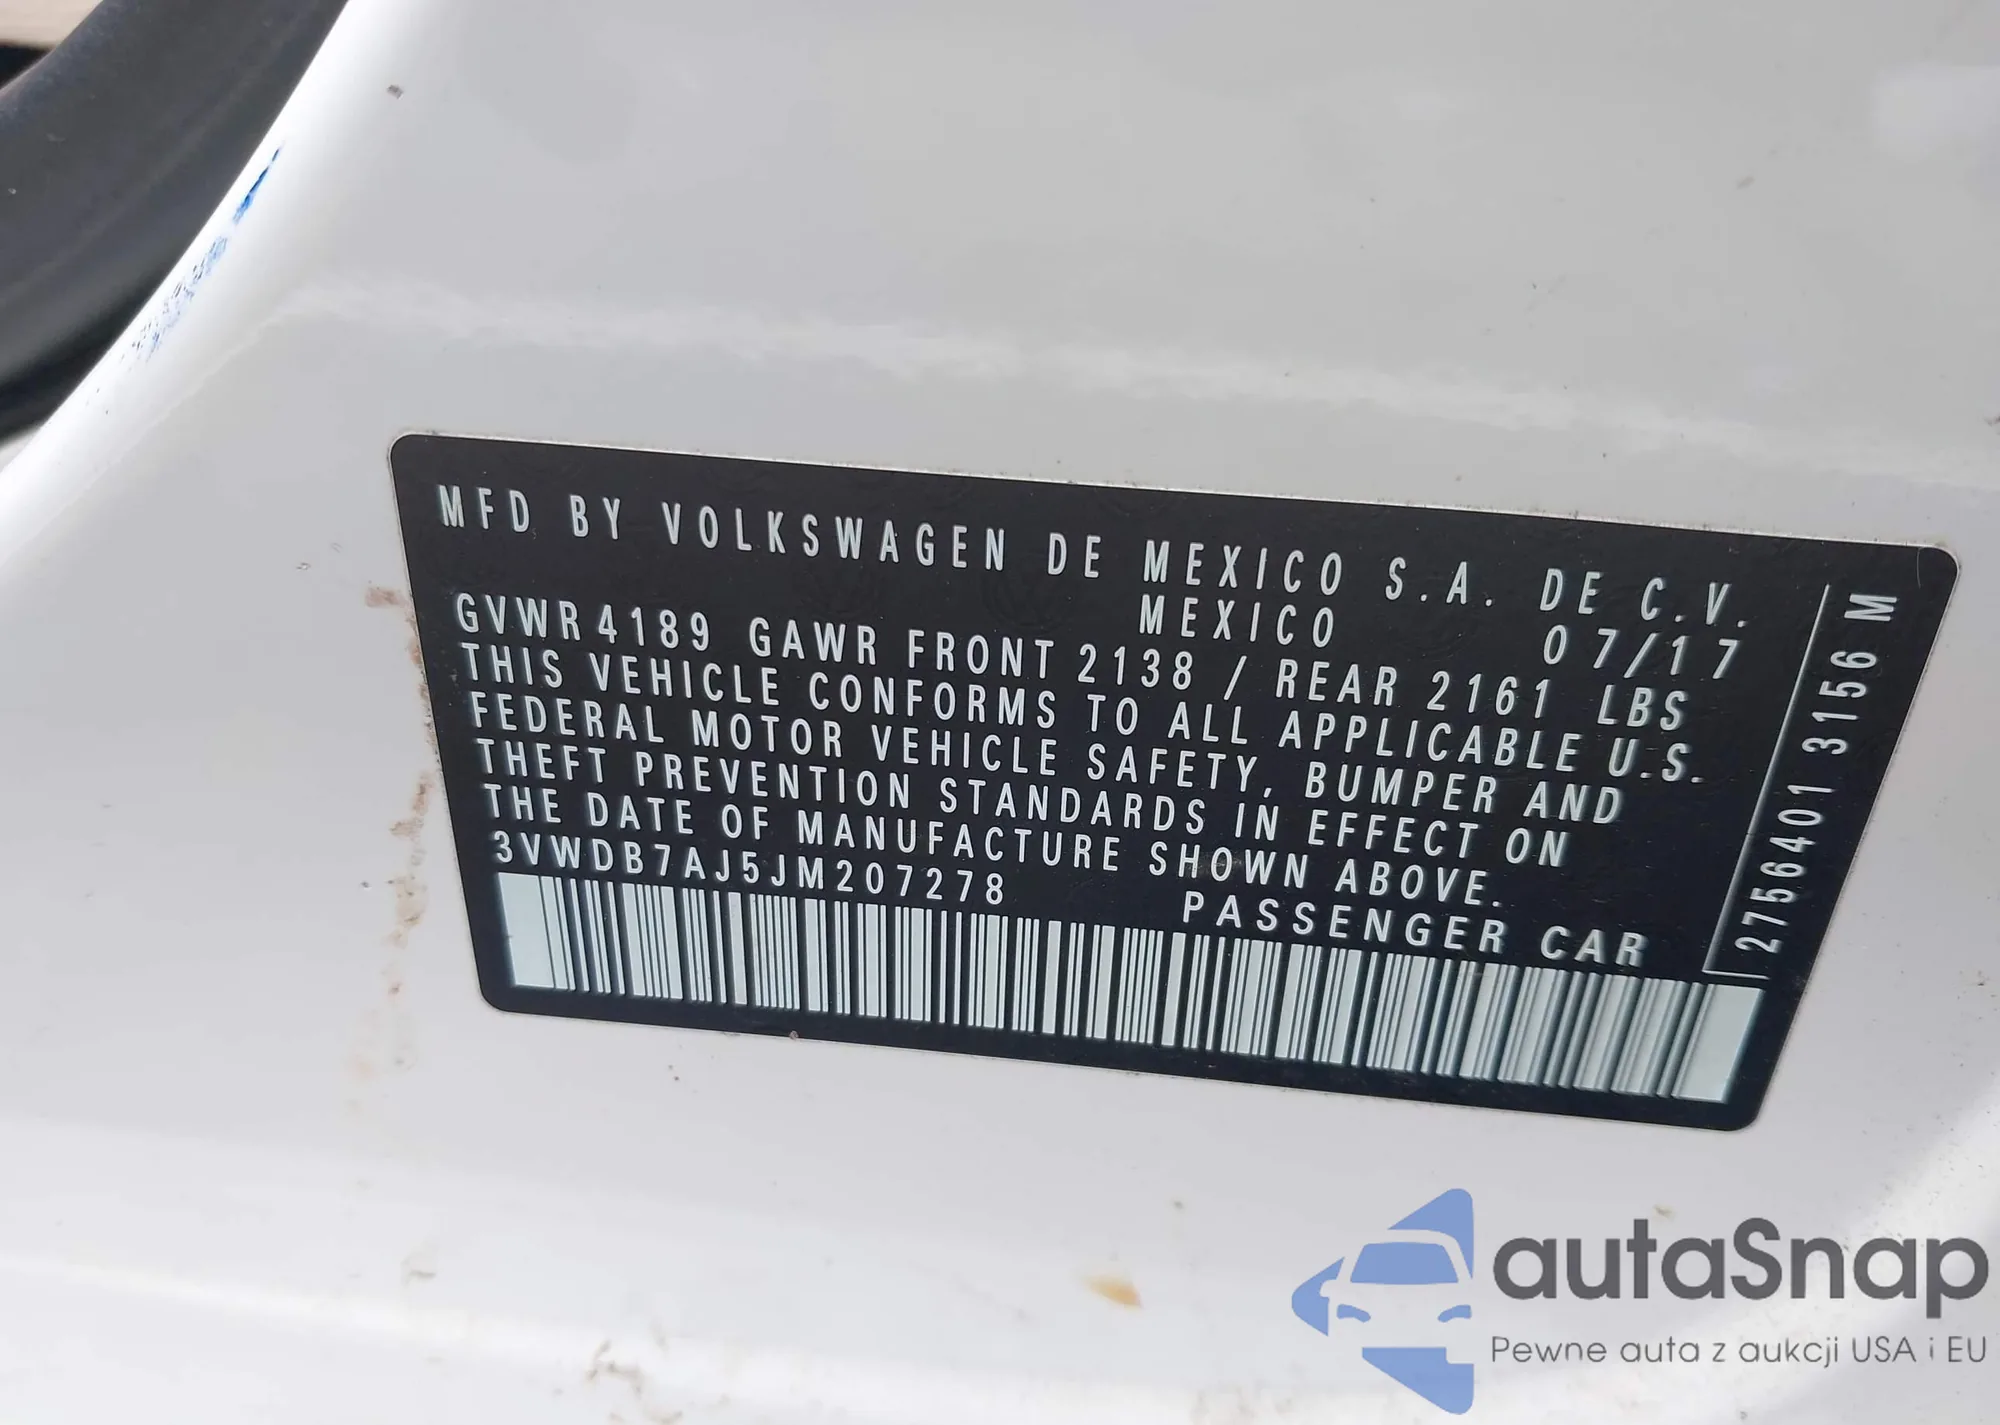 MFD BY VOLKSWAGEN DE MEXICO S.A. DE C.V.
MEXICO 07/17
GVWR 4189 GAWR FRONT 2138 / REAR 2161 LBS
THIS VEHICLE CONFORMS TO ALL APPLICABLE U.S.
FEDERAL MOTOR VEHICLE SAFETY, BUMPER AND
THEFT PREVENTION STANDARDS IN EFFECT ON
THE DATE OF MANUFACTURE SHOWN ABOVE.
3VWDB7AJ5JM207278 PASSENGER CAR
2756401 3156 M
autaSnap
Pewne auta z aukcji USA i EU